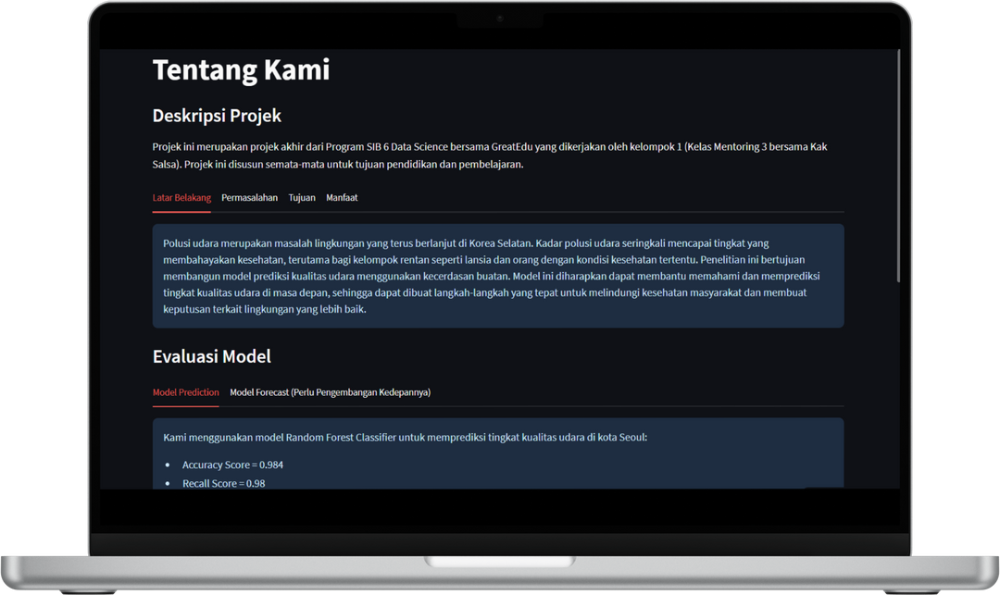 Tentang Kami
Deskripsi Projek
Projek ini merupakan projek akhir dari Program SIB 6 Data Science bersama GreatEdu yang dikerjakan oleh kelompok 1 (Kelas Mentoring 3 bersama Kak
Salsa). Projek ini disusun semata-mata untuk tujuan pendidikan dan pembelajaran.
Latar Belakang Permasalahan Tujuan Manfaat
Polusi udara merupakan masalah lingkungan yang terus berlanjut di Korea Selatan. Kadar polusi udara seringkali mencapai tingkat yang
membahayakan kesehatan, terutama bagi kelompok rentan seperti lansia dan orang dengan kondisi kesehatan tertentu. Penelitian ini bertujuan
membangun model prediksi kualitas udara menggunakan kecerdasan buatan. Model ini diharapkan dapat membantu memahami dan memprediksi
tingkat kualitas udara di masa depan, sehingga dapat dibuat langkah-langkah yang tepat untuk melindungi kesehatan masyarakat dan membuat
keputusan terkait lingkungan yang lebih baik.
Evaluasi Model
Model Prediction Model Forecast (Perlu Pengembangan Kedepannya)
Kami menggunakan model Random Forest Classifier untuk memprediksi tingkat kualitas udara di kota Seoul:
• Accuracy Score = 0.984
• Recall Score = 0.98